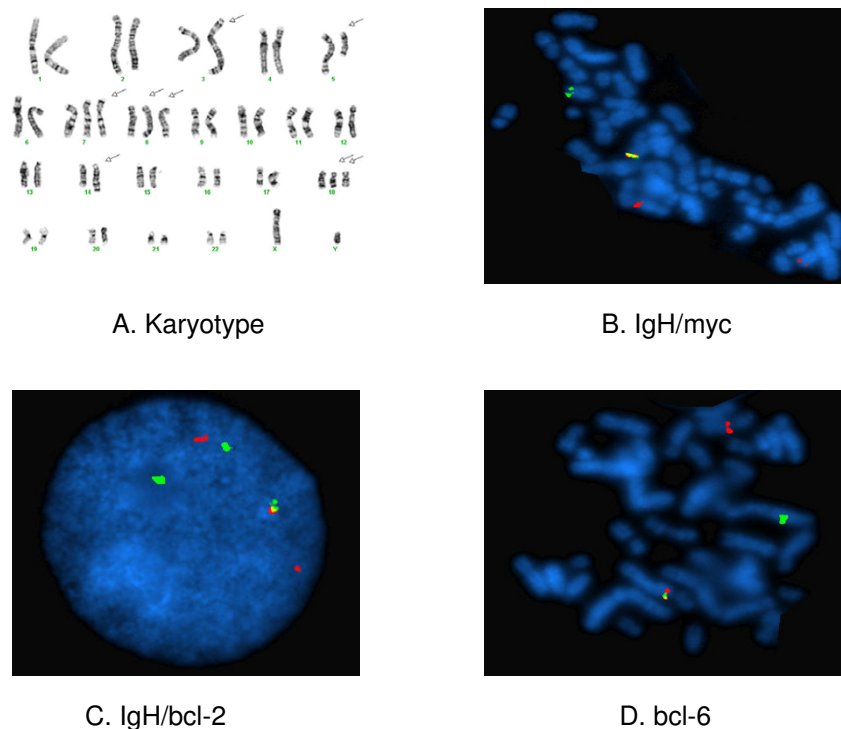 1 2 3 4 5
6 7 8 9 10 11 12
13 14 15 16 17 18
19 20 21 22 X Y
A. Karyotype
B. IgH/myc
C. IgH/bcl-2
D. bcl-6